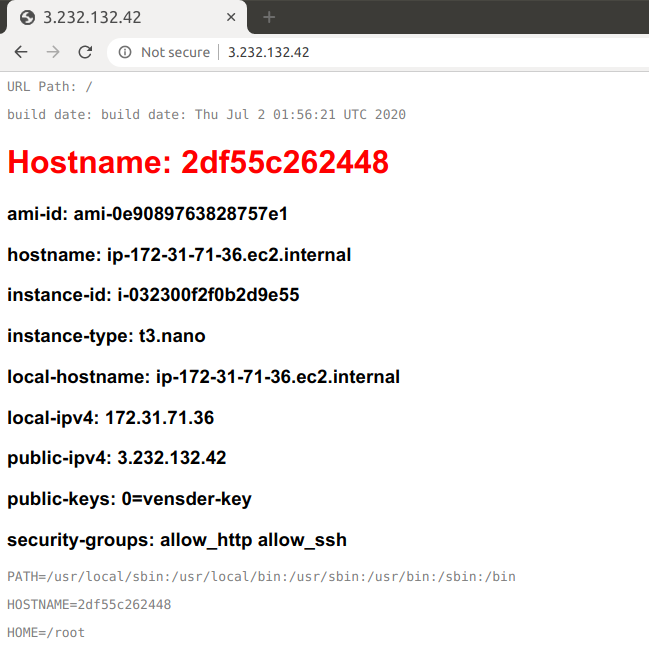 3.232.132.42
Not secure 3.232.132.42
URL Path: /
build date: build date: Thu Jul 2 01:56:21 UTC 2020
Hostname: 2df55c262448
ami-id: ami-0e9089763828757e1
hostname: ip-172-31-71-36.ec2.internal
instance-id: i-032300f2f0b2d9e55
instance-type: t3.nano
local-hostname: ip-172-31-71-36.ec2.internal
local-ipv4: 172.31.71.36
public-ipv4: 3.232.132.42
public-keys: 0=vensder-key
security-groups: allow_http allow_ssh
PATH=/usr/local/sbin:/usr/local/bin:/usr/sbin:/usr/bin:/sbin:/bin
HOSTNAME=2df55c262448
HOME=/root